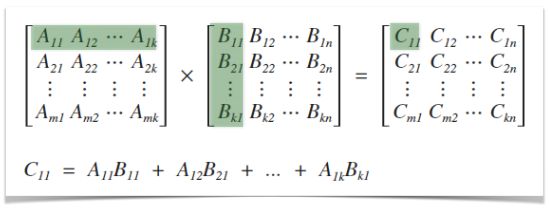 [A₁₁ A₁₂ ⋯ A₁ₖ] [B₁₁ B₁₂ ⋯ B₁ₙ] [C₁₁ C₁₂ ⋯ C₁ₙ]
[A₂₁ A₂₂ ⋯ A₂ₖ] × [B₂₁ B₂₂ ⋯ B₂ₙ] = [C₂₁ C₂₂ ⋯ C₂ₙ]
[⋮ ⋮ ⋮ ⋮] [⋮ ⋮ ⋮ ⋮] [⋮ ⋮ ⋮ ⋮]
[Aₘ₁ Aₘ₂ ⋯ Aₘₖ] [Bₖ₁ Bₖ₂ ⋯ Bₖₙ] [Cₘ₁ Cₘ₂ ⋯ Cₖₙ]
C₁₁ = A₁₁B₁₁ + A₁₂B₂₁ + ... + A₁ₖBₖ₁